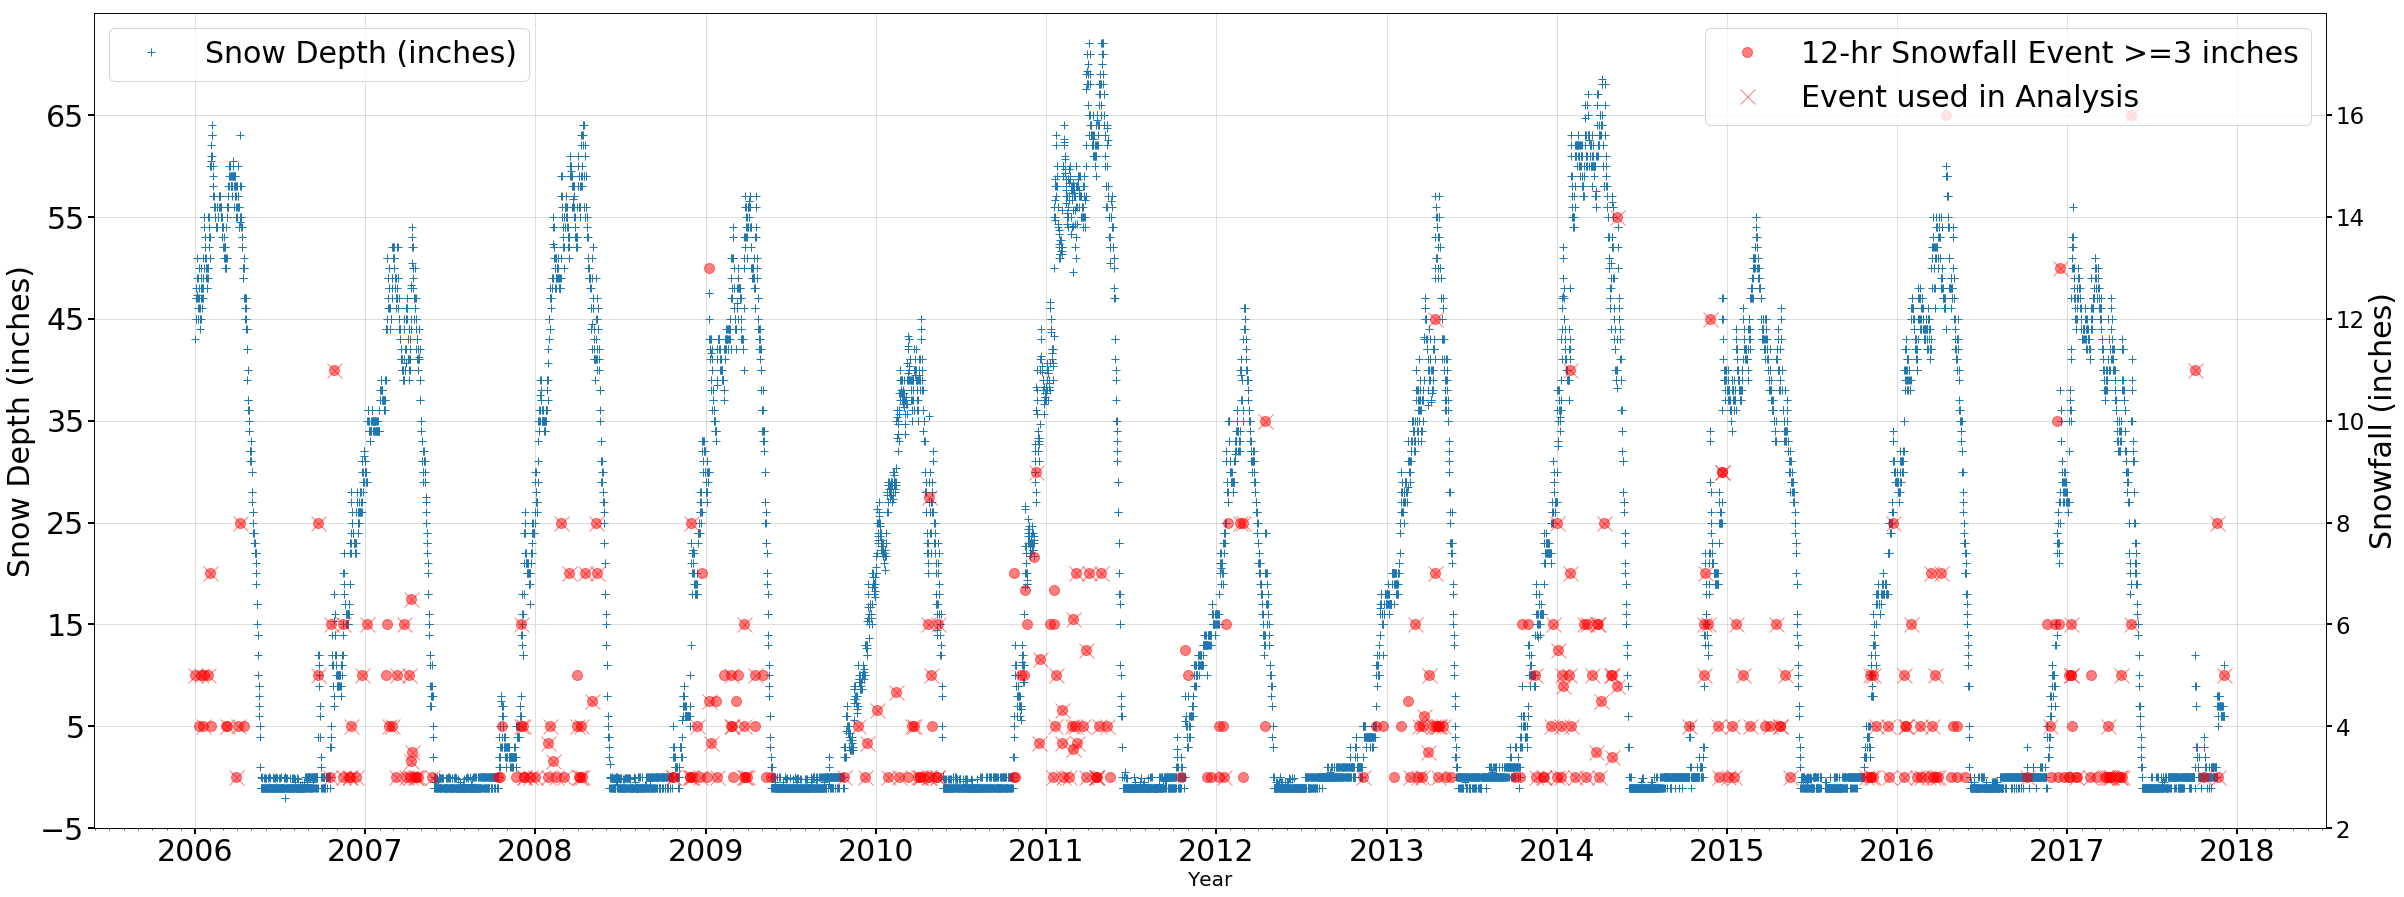 Snow Depth (inches)
12-hr Snowfall Event >=3 inches
Event used in Analysis
65
55
45
35
25
15
5
−5
Snow Depth (inches)
16
14
12
10
8
6
4
2
Snowfall (inches)
2006 2007 2008 2009 2010 2011 2012 2013 2014 2015 2016 2017 2018
Year